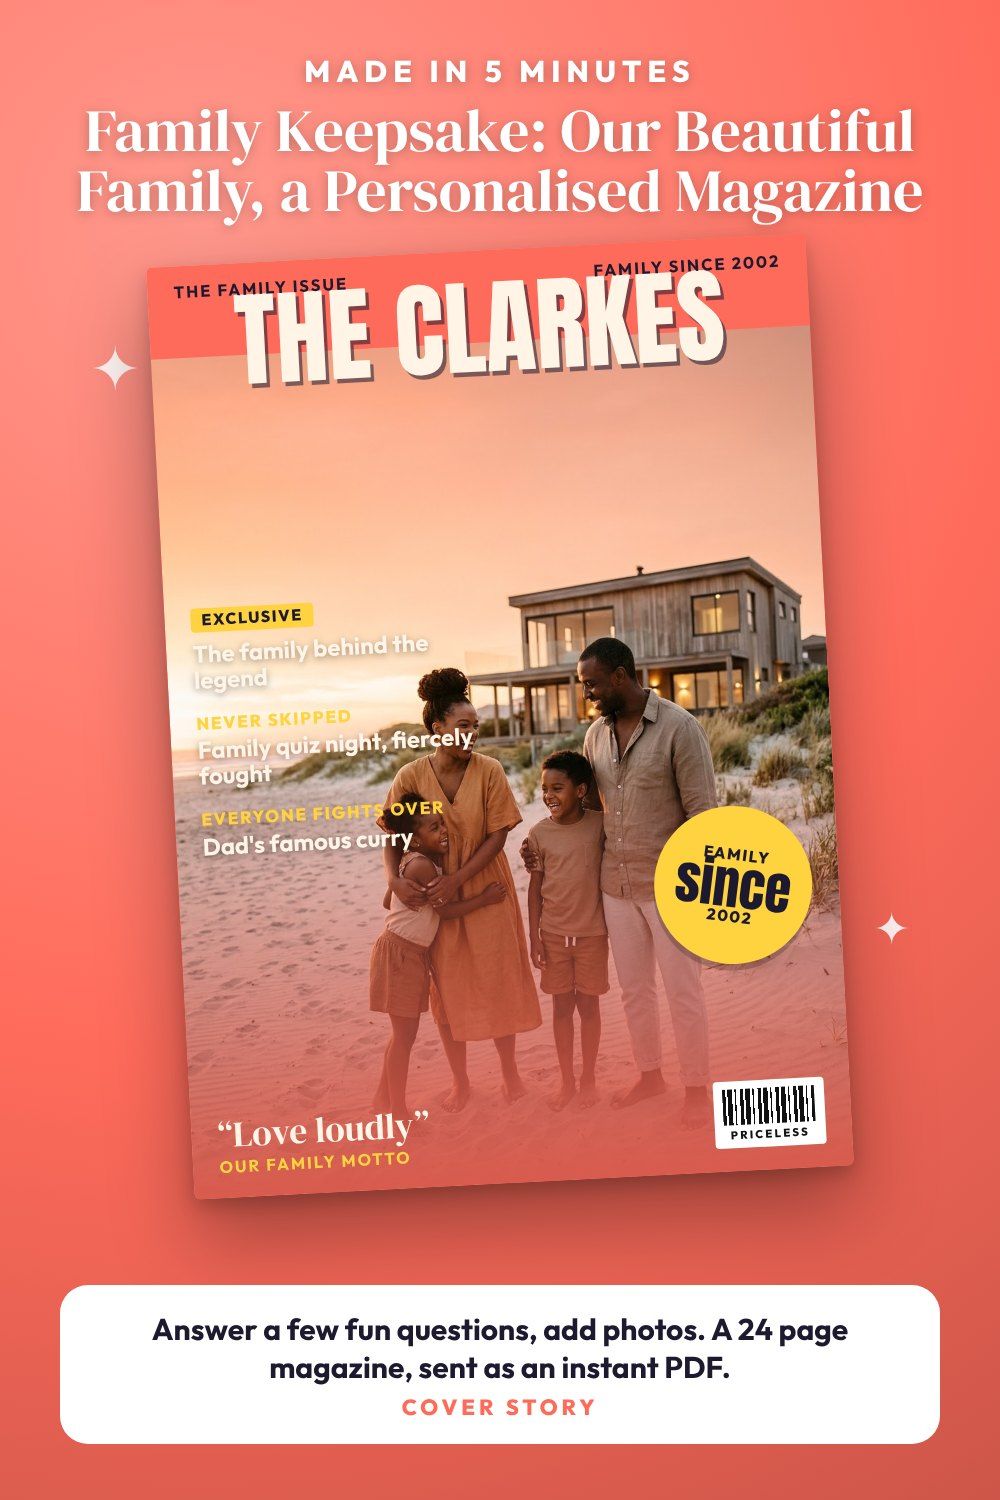 MADE IN 5 MINUTES
Family Keepsake: Our Beautiful
Family, a Personalised Magazine
THE FAMILY ISSUE
FAMILY SINCE 2002
THE CLARKES
EXCLUSIVE
The family behind the
legend
NEVER SKIPPED
Family quiz night, fiercely
fought
EVERYONE FIGHTS OVER
Dad's famous curry
FAMILY
since
2002
"Love loudly"
OUR FAMILY MOTTO
PRICELESS
Answer a few fun questions, add photos. A 24 page
magazine, sent as an instant PDF.
COVER STORY